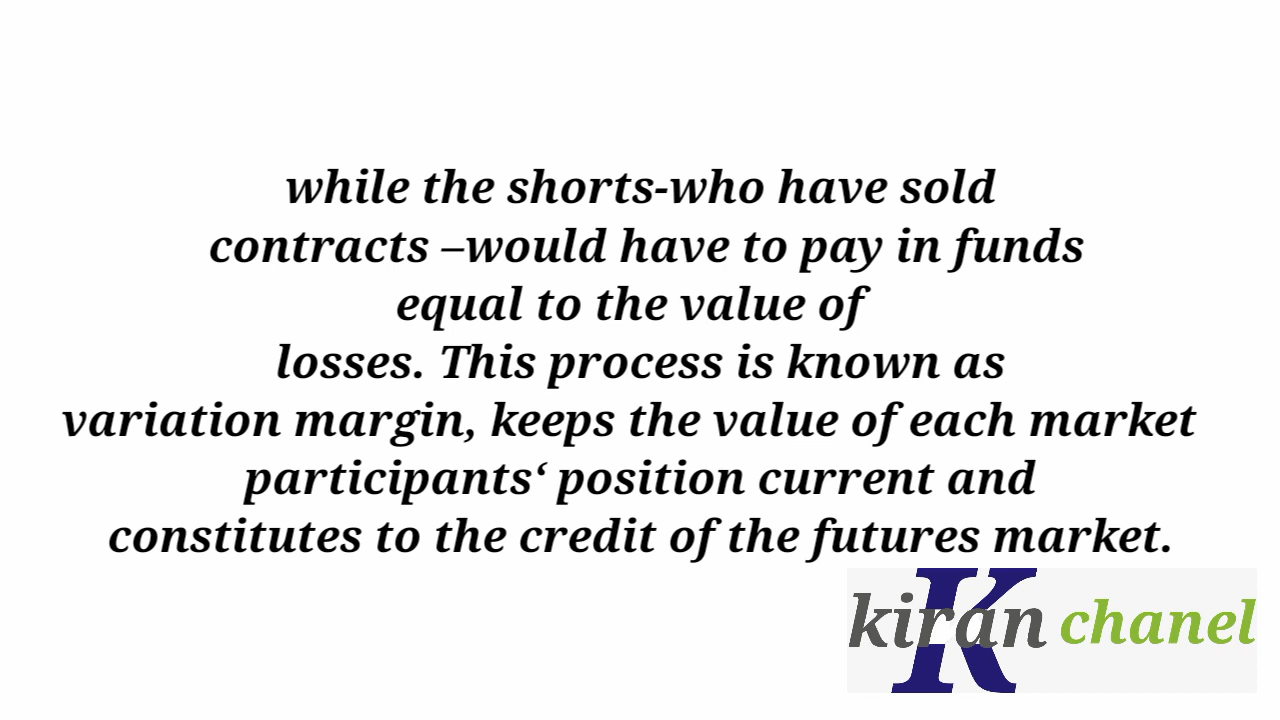 while the shorts-who have sold
contracts –would have to pay in funds
equal to the value of
losses. This process is known as
variation margin, keeps the value of each market
participants‘ position current and
constitutes to the credit of the futures market.
K
kiran chanel